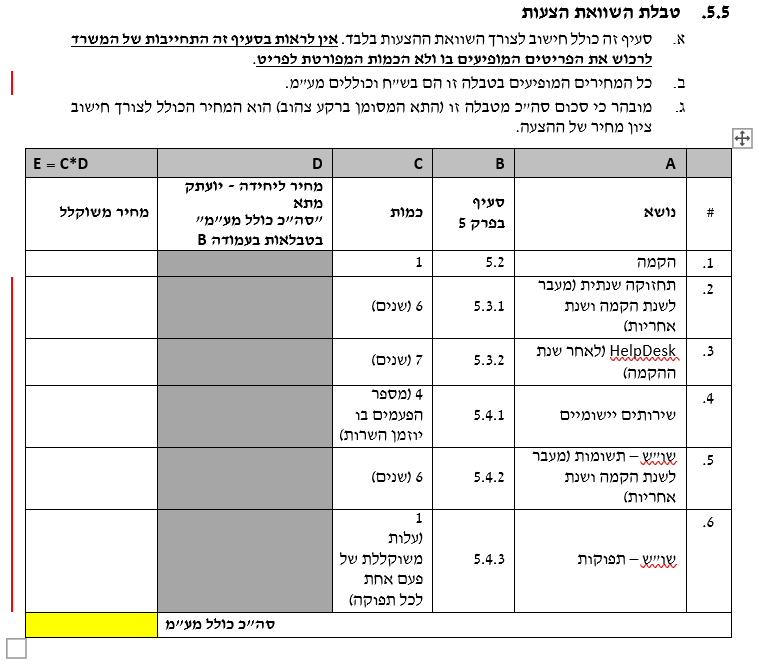 5.5. טבלת השוואת הצעות
א. סעיף זה כולל חישוב לצורך השוואת ההצעות בלבד. אין לראות בסעיף זה התחייבות של המשרד
לרכוש את הפריטים המופיעים בו ולא הכמות המפורטת לפריט.
ב. כל המחירים המופיעים בטבלה זו הם בש״ח וכוללים מע״מ.
ג. מובהר כי סכום סה״כ מטבלה זו (התא המסומן ברקע צהוב) הוא המחיר הכולל לצורך חישוב
ציון מחיר של ההצעה.
A B C D E = C*D
# נושא סעיף בפרק 5 כמות מחיר ליחידה - יועתק מתא ״סה״כ כולל מע״מ״ בטבלאות בעמודה B מחיר משוקלל
1. הקמה 5.2 1
2. תחזוקה שנתית (מעבר
לשנת הקמה ושנת
אחריות) 5.3.1 6 (שנים)
3. HelpDesk (לאחר שנת
ההקמה) 5.3.2 7 (שנים)
4. שירותים יישומיים 5.4.1 4 (מספר
הפעמים בו
יוזמן השרות)
5. שו״ש – תשומות (מעבר
לשנת הקמה ושנת
אחריות) 5.4.2 6 (שנים)
6. שו״ש – תפוקות 5.4.3 1
(עלות
משוקללת של
פעם אחת
לכל תפוקה)
סה״כ כולל מע״מ